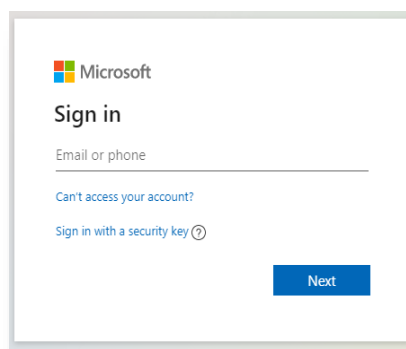 Microsoft
Sign in
Email or phone
Can't access your account?
Sign in with a security key ?
Next